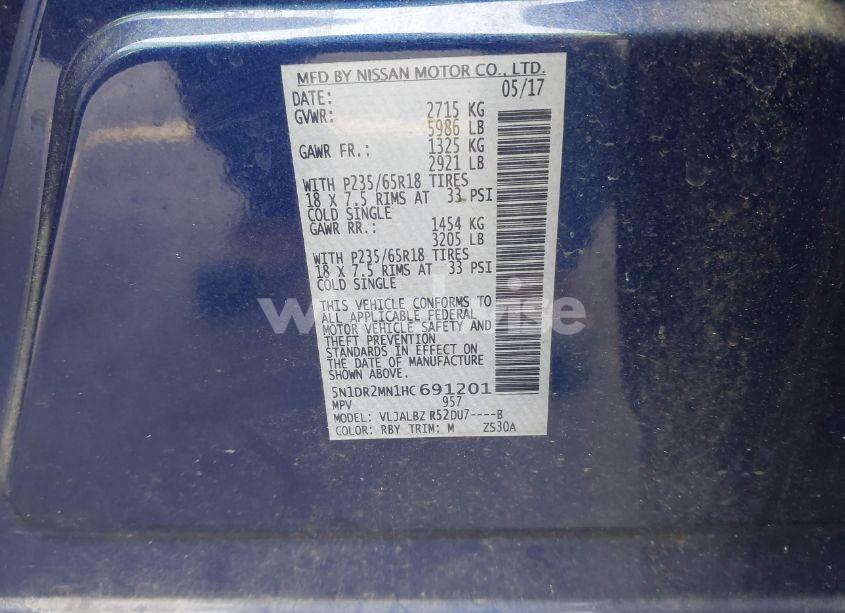 MFD BY NISSAN MOTOR CO., LTD.
DATE: 05/17
GVWR: 2715 KG
5986 LB
GAWR FR.: 1325 KG
2921 LB
WITH P235/65R18 TIRES
18 X 7.5 RIMS AT 33 PSI
COLD SINGLE
GAWR RR.: 1454 KG
3205 LB
WITH P235/65R18 TIRES
18 X 7.5 RIMS AT 33 PSI
COLD SINGLE
THIS VEHICLE CONFORMS TO
ALL APPLICABLE FEDERAL
MOTOR VEHICLE SAFETY AND
THEFT PREVENTION
STANDARDS IN EFFECT ON
THE DATE OF MANUFACTURE
SHOWN ABOVE.
5N1DR2MN1HC691201
MPV 957
MODEL: VLJALBZ R52DU7----B
COLOR: RBY TRIM: M ZS30A